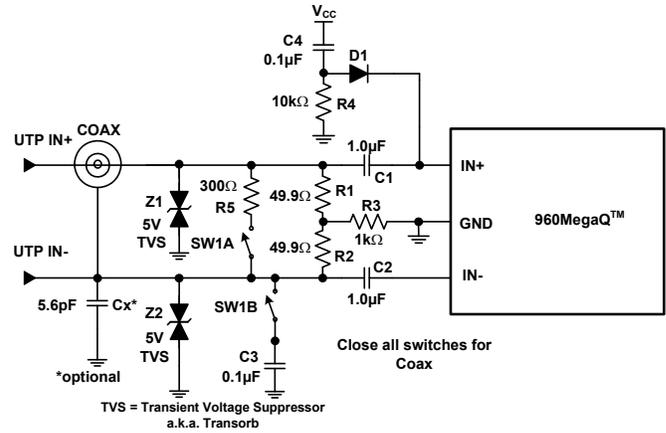 V_CC
C4
0.1µF
D1
10kΩ
R4
UTP IN+
COAX
1.0µF
C1
IN+
300Ω
R5
49.9Ω
R1
R3
Z1
5V
TVS
SW1A
1kΩ
GND
960MegaQ™
49.9Ω
R2
UTP IN-
C2
IN-
1.0µF
5.6pF
Cx*
Z2
5V
TVS
SW1B
Close all switches for
Coax
C3
0.1µF
*optional
TVS = Transient Voltage Suppressor
a.k.a. Transorb